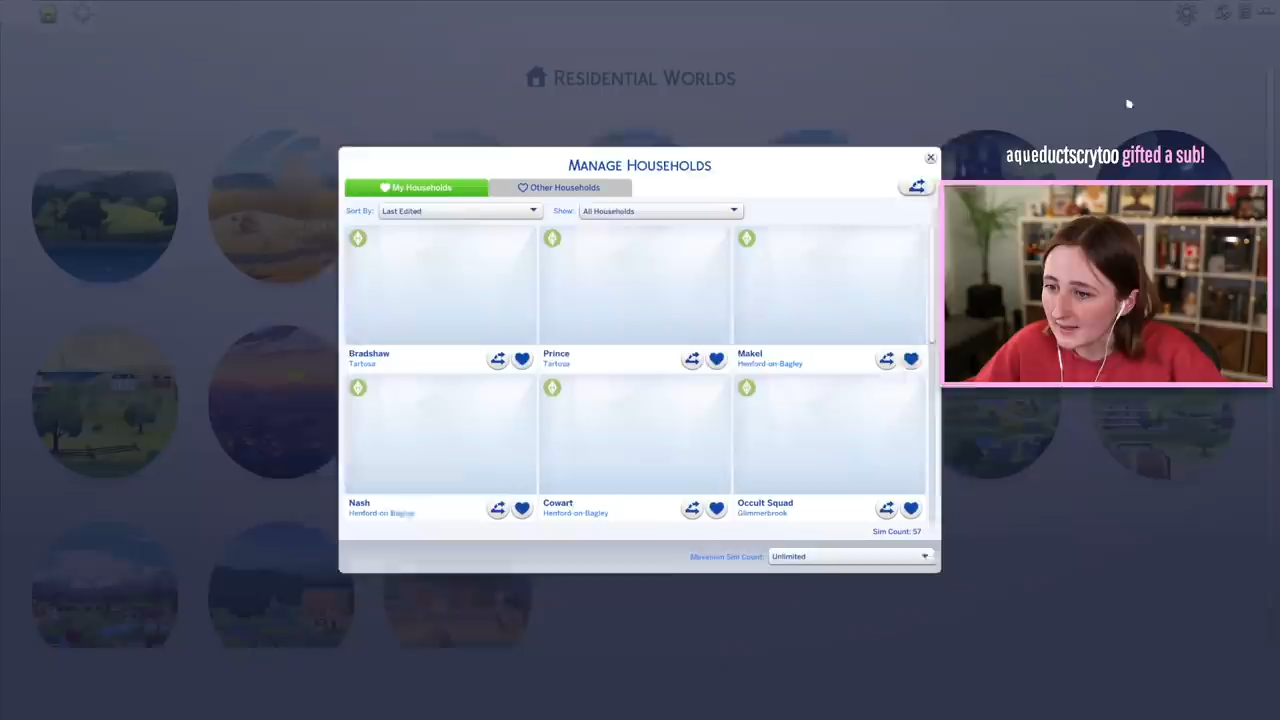 RESIDENTIAL WORLDS
aqueductscrytoo gifted a sub!
MANAGE HOUSEHOLDS
My Households
Other Households
Sort By: Last Edited
Show: All Households
Bradshaw
Tartosa
Prince
Tartosa
Makel
Henford-on-Bagley
Nash
Henford-on-Bagley
Cowart
Henford-on-Bagley
Occult Squad
Glimmerbrook
Sim Count: 57
Maximum Sim Count: Unlimited